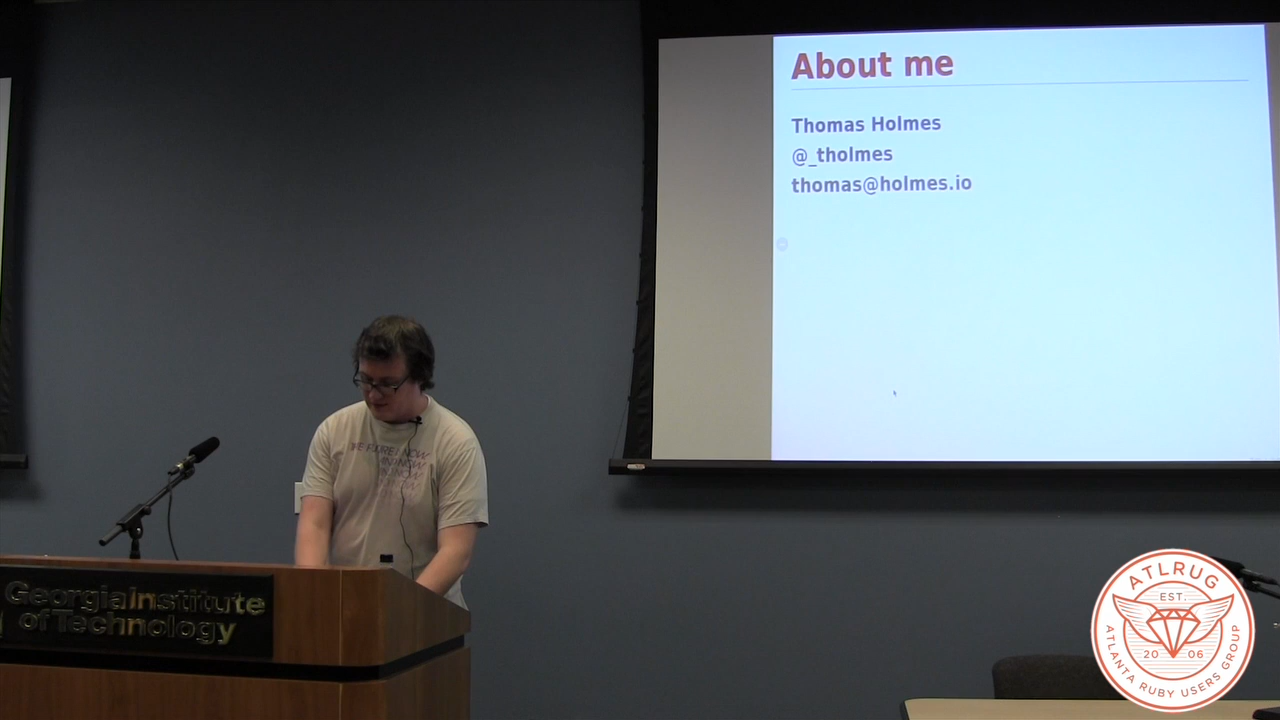 About me
Thomas Holmes
@_tholmes
thomas@holmes.io
Georgia Institute
of Technology
ATLRUG
EST.
20 06
ATLANTA RUBY USERS GROUP